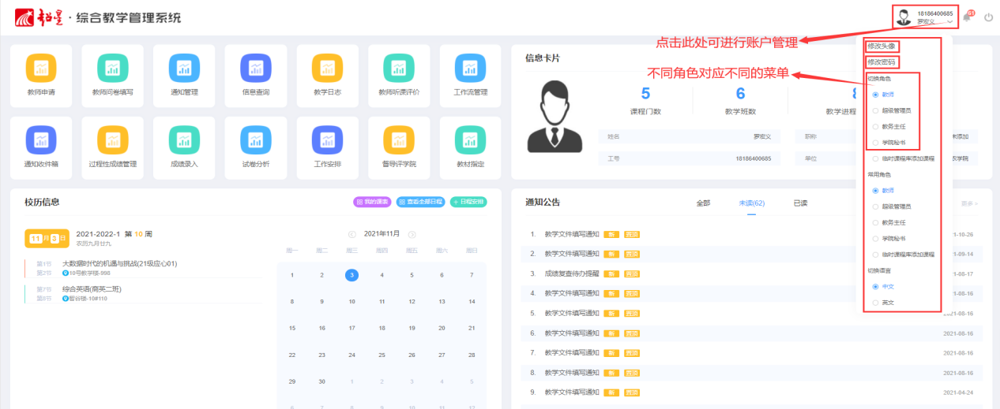 超星·综合教学管理系统
18186400685
罗宏义
61
点击此处可进行账户管理
不同角色对应不同的菜单
教师申请
教师问卷填写
通知管理
信息查询
教学日志
教师听课评价
工作流管理
通知收件箱
过程性成绩管理
成绩录入
试卷分析
工作安排
督导评学院
教材指定
信息卡片
5
课程门数
6
教学班数
教学进程
姓名
罗宏义
职称
未添加
工号
18186400685
单位
农学院
修改头像
修改密码
切换角色
教师
超级管理员
教务主任
学院秘书
临时课程库添加课程
常用角色
教师
超级管理员
教务主任
学院秘书
临时课程库添加课程
切换语言
中文
英文
校历信息
我的课表
查看全部日程
+ 日程安排
11月3日
2021-2022-1 第 10 周
农历九月廿九
第1节
第2节
大数据时代的机遇与挑战(21级应心01)
10号教学楼-998
第7节
第8节
综合英语(商英二班)
智谷楼-10#110
2021年11月
周一 周二 周三 周四 周五 周六 周日
1 2 3 4 5 6 7
8 9 10 11 12 13 14
15 16 17 18 19 20 21
22 23 24 25 26 27 28
29 30 1 2 3 4 5
6 7 8 9 10 11 12
通知公告
全部
未读(62)
已读
更多
1. 教学文件填写通知 新 置顶 1-10-26
2. 教学文件填写通知 新 置顶 21-09-14
3. 成绩复查待办提醒 新 置顶 21-08-17
4. 教学文件填写通知 新 置顶 21-08-16
5. 教学文件填写通知 新 置顶 2021-08-16
6. 教学文件填写通知 新 置顶 2021-08-16
7. 教学文件填写通知 新 置顶 2021-08-16
8. 教学文件填写通知 新 置顶 2021-08-16
9. 教学文件填写通知 新 置顶 2021-04-24